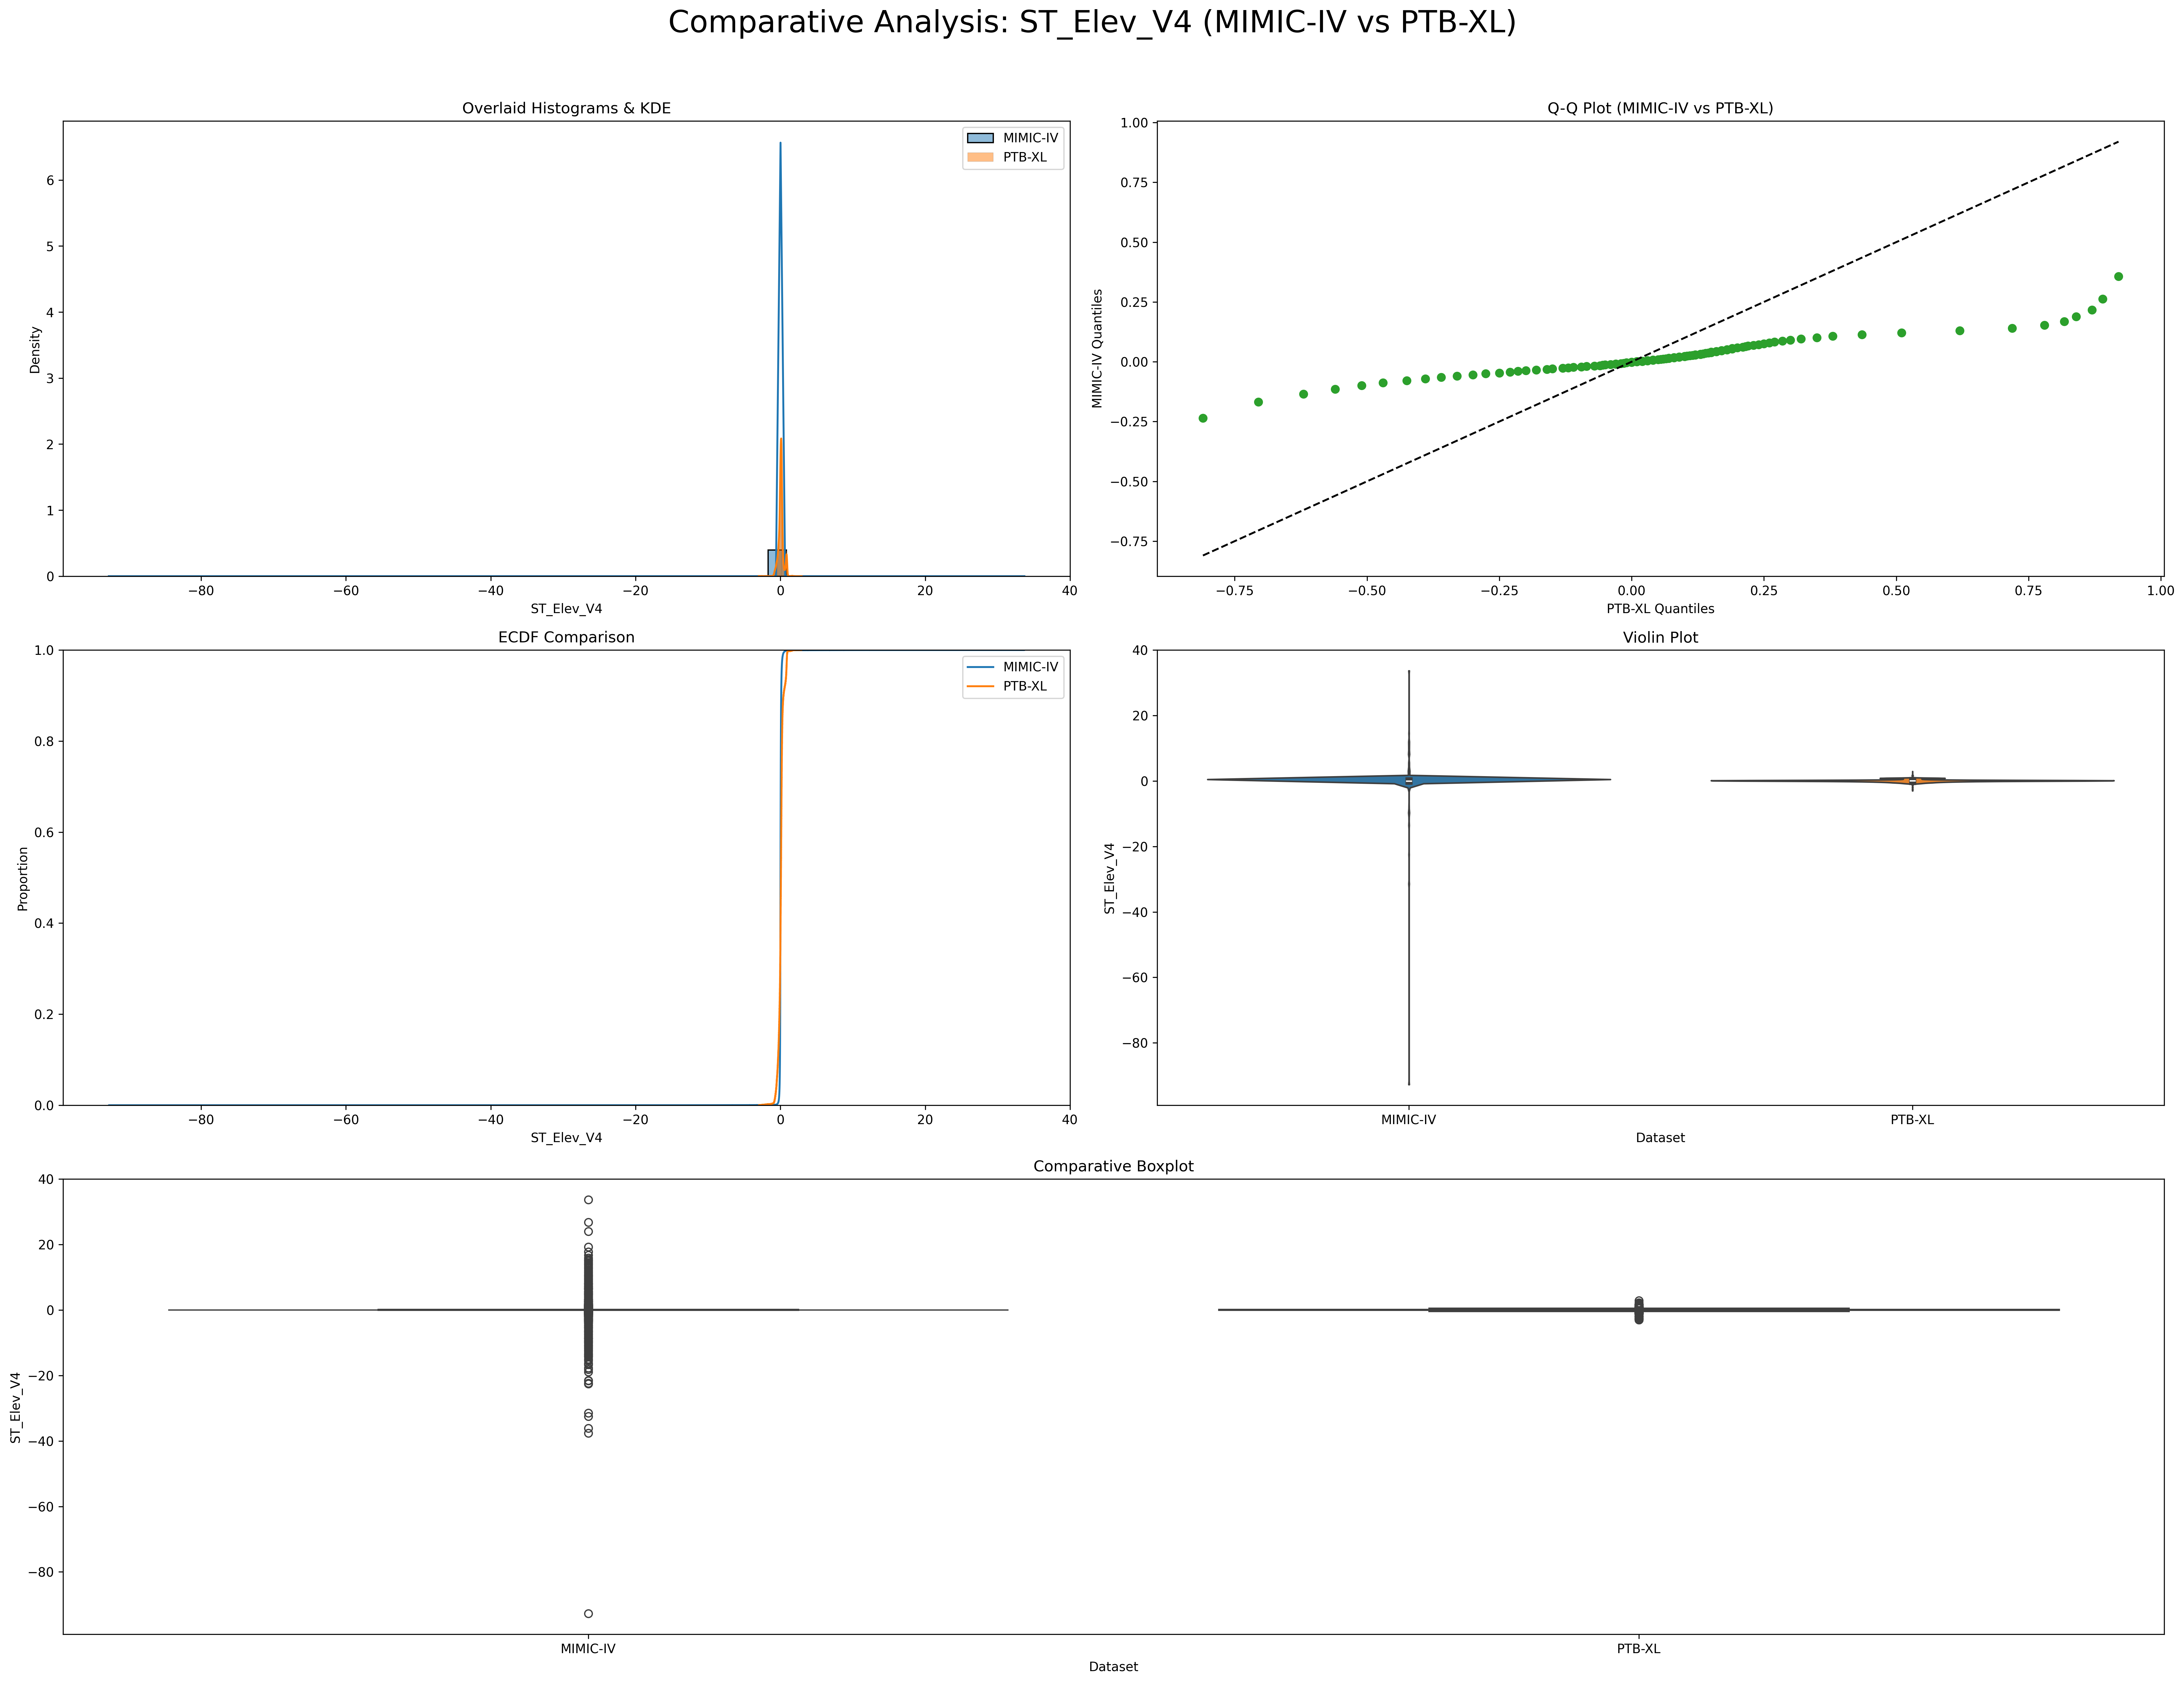 Comparative Analysis: ST_Elev_V4 (MIMIC-IV vs PTB-XL)
Overlaid Histograms & KDE
MIMIC-IV
PTB-XL
6
5
4
3
2
1
0
Density
−80
−60
−40
−20
0
20
40
ST_Elev_V4
Q-Q Plot (MIMIC-IV vs PTB-XL)
1.00
0.75
0.50
0.25
0.00
−0.25
−0.50
−0.75
MIMIC-IV Quantiles
−0.75
−0.50
−0.25
0.00
0.25
0.50
0.75
1.00
PTB-XL Quantiles
ECDF Comparison
MIMIC-IV
PTB-XL
1.0
0.8
0.6
0.4
0.2
0.0
Proportion
−80
−60
−40
−20
0
20
40
ST_Elev_V4
Violin Plot
40
20
0
−20
−40
−60
−80
ST_Elev_V4
MIMIC-IV
PTB-XL
Dataset
Comparative Boxplot
40
20
0
−20
−40
−60
−80
ST_Elev_V4
MIMIC-IV
PTB-XL
Dataset